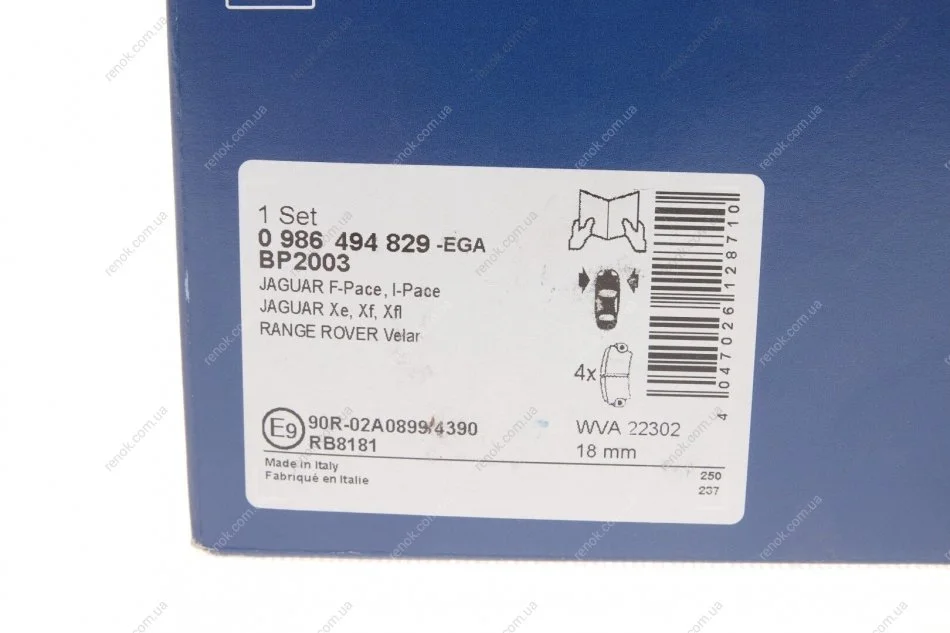 1 Set
0 986 494 829 -EGA
BP2003
JAGUAR F-Pace, I-Pace
JAGUAR Xe, Xf, Xfl
RANGE ROVER Velar
4x
4 047026 128710
E9
90R-02A0899/4390
RB8181
WVA 22302
18 mm
Made in Italy
Fabriqué en Italie
250
237
renok.com.ua